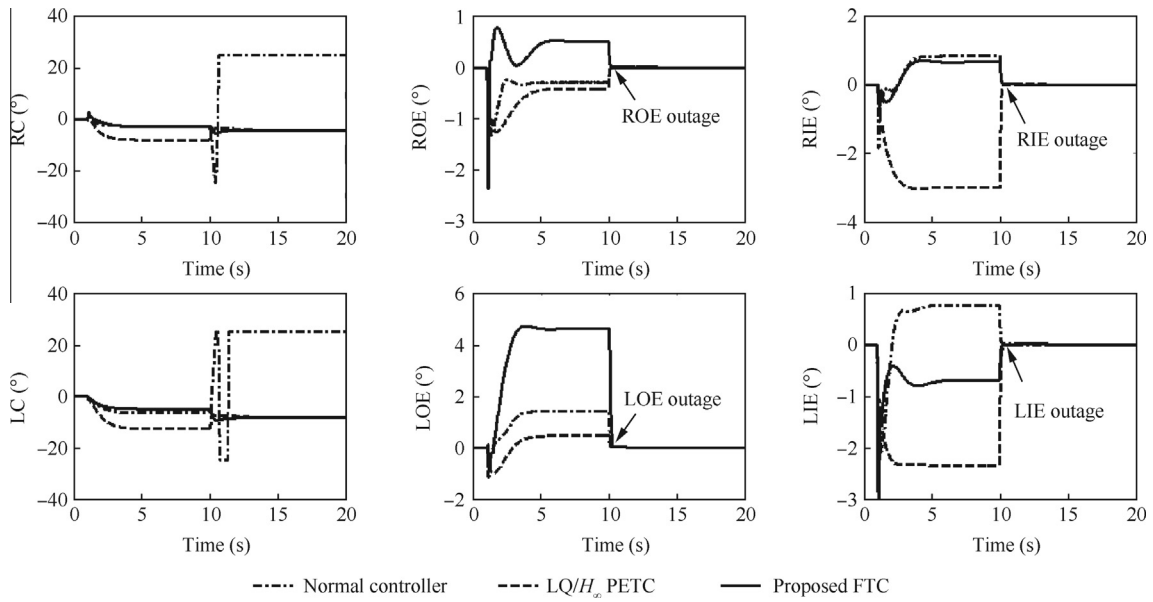 40
20
0
−20
−40
RC (°)
0 5 10 15 20
Time (s)
1
0
−1
−2
−3
ROE (°)
ROE outage
0 5 10 15 20
Time (s)
2
0
−2
−4
RIE (°)
RIE outage
0 5 10 15 20
Time (s)
40
20
0
−20
−40
LC (°)
0 5 10 15 20
Time (s)
6
4
2
0
−2
LOE (°)
LOE outage
0 5 10 15 20
Time (s)
1
0
−1
−2
−3
LIE (°)
LIE outage
0 5 10 15 20
Time (s)
Normal controller LQ/H∞ PETC Proposed FTC